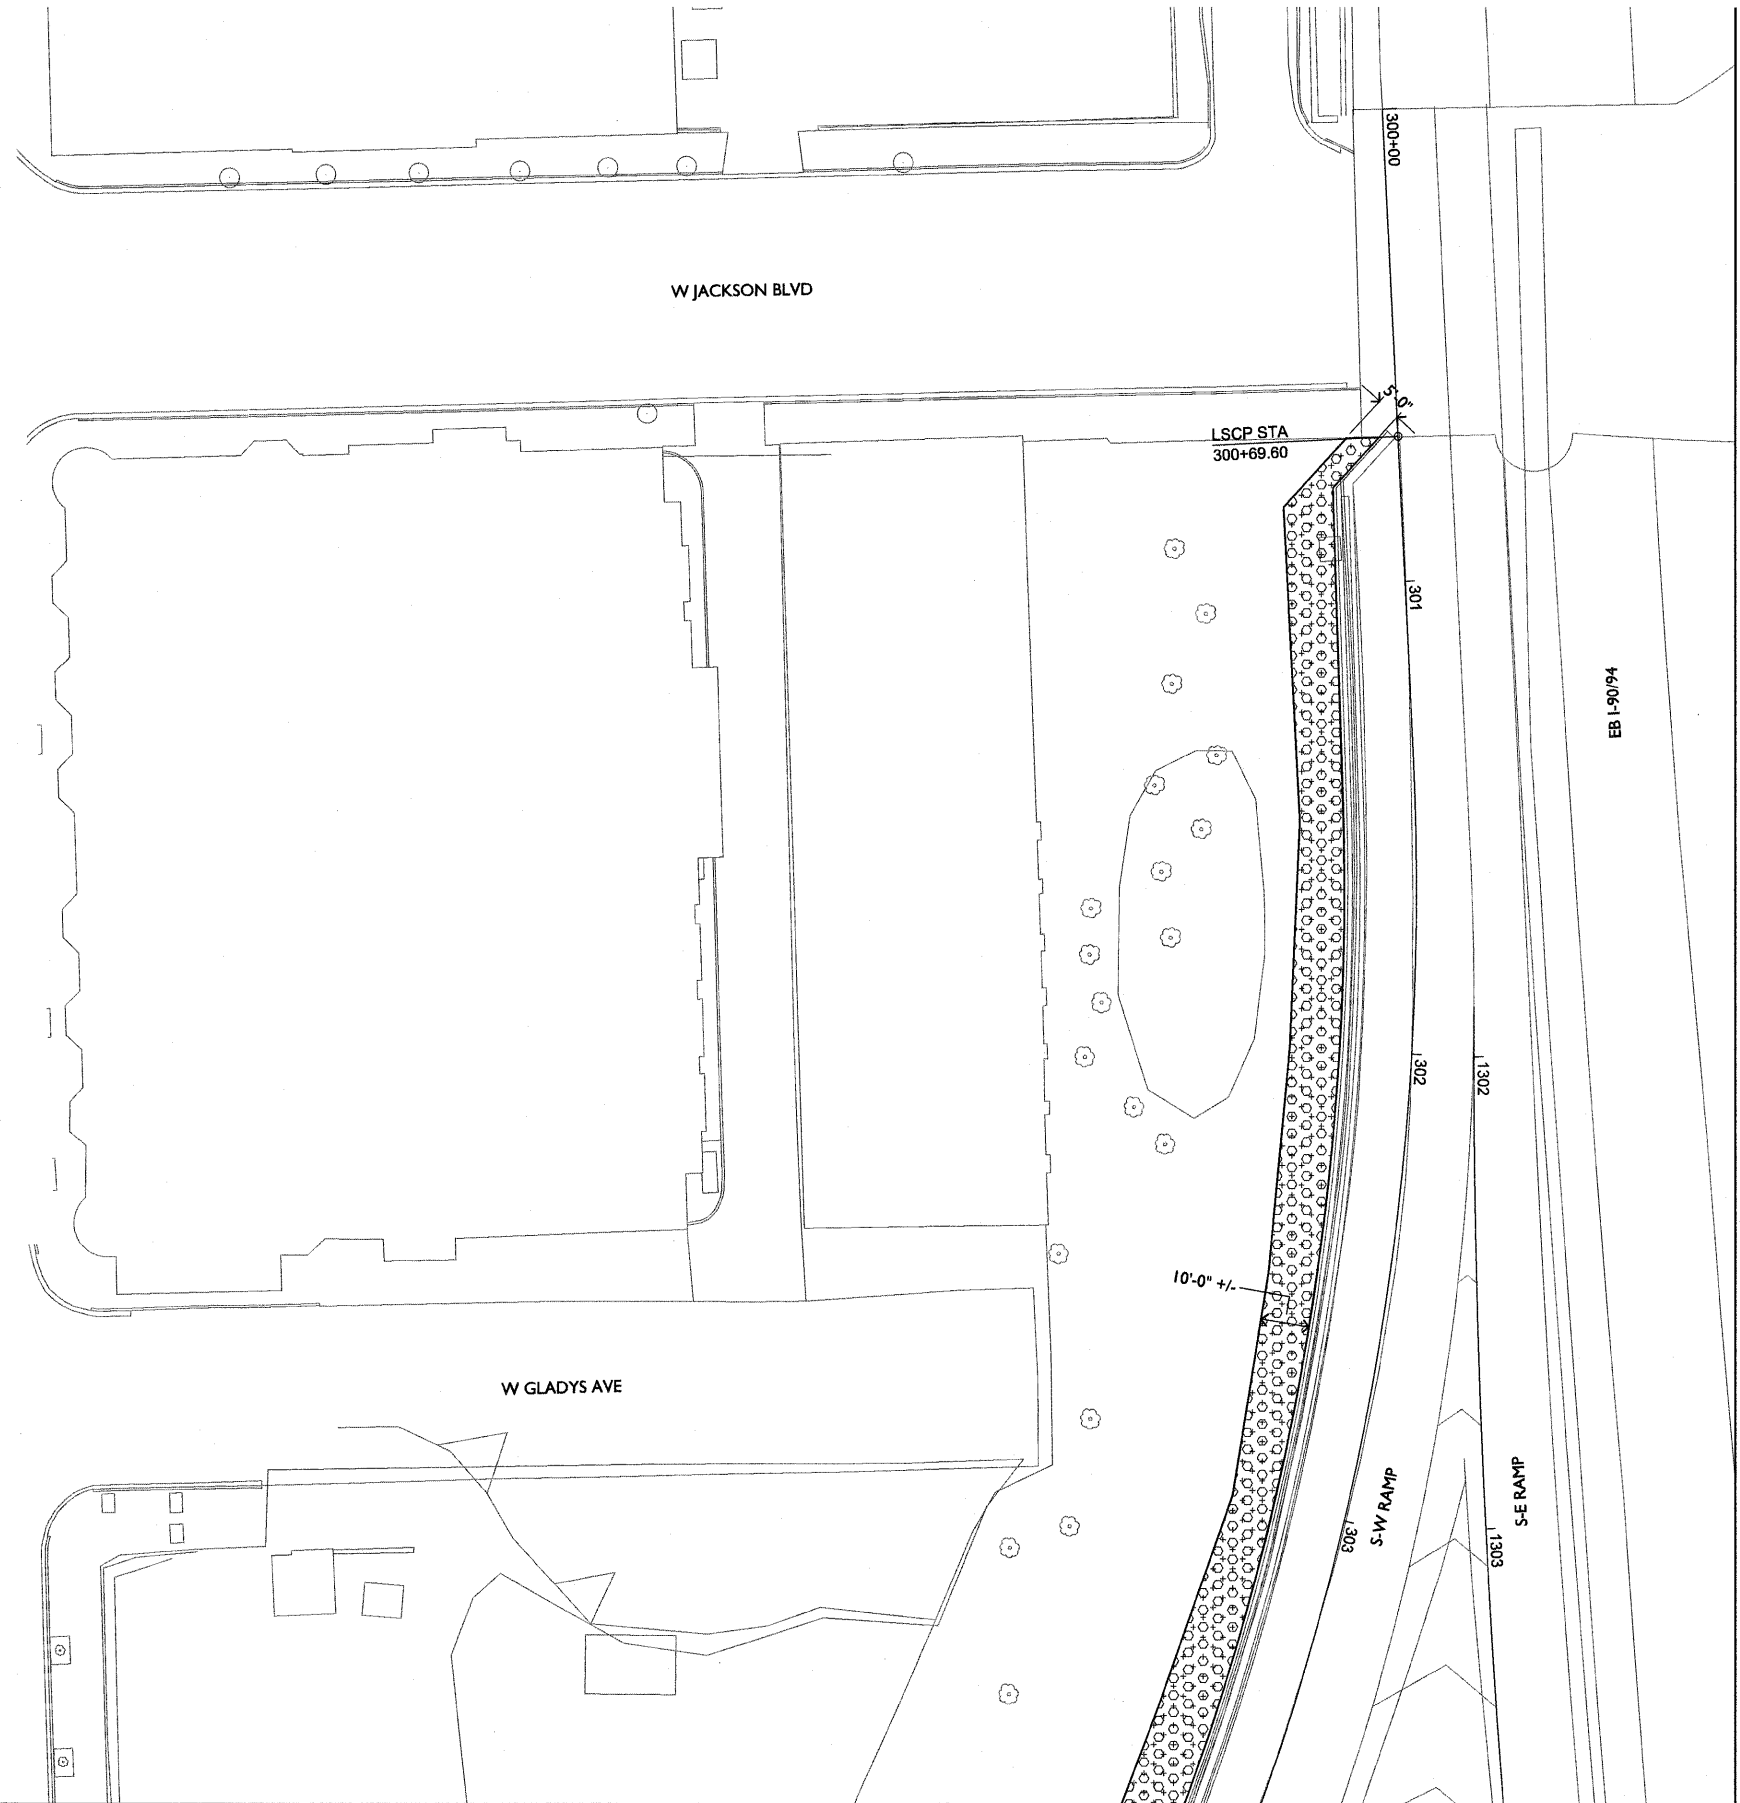 300+00
W JACKSON BLVD
5'-0"
LSCP STA
300+69.60
301
EB I-90/94
302
1302
10'-0" +/-
W GLADYS AVE
S-W RAMP
S-E RAMP
303
1303